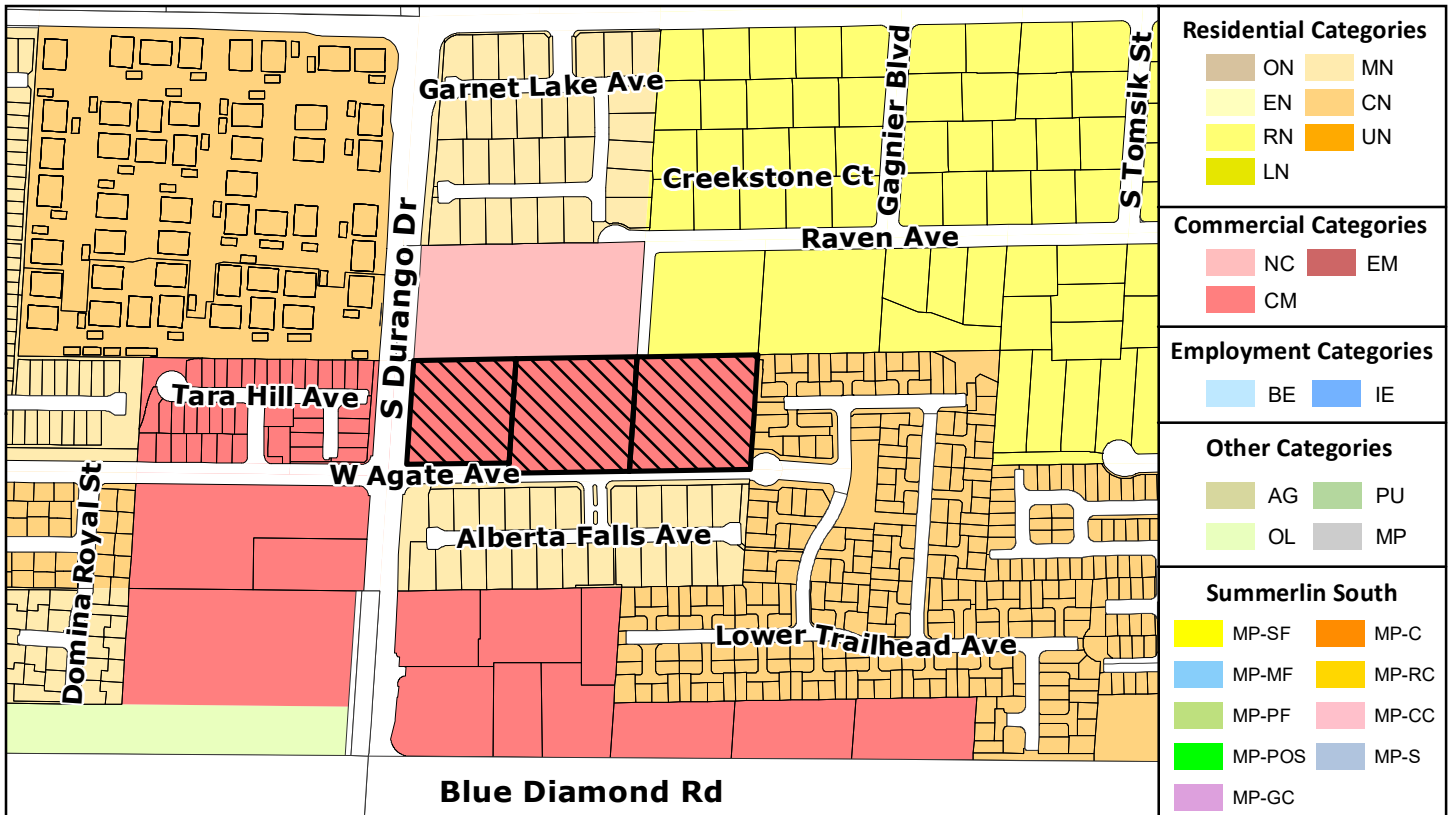 Garnet Lake Ave
Gagnier Blvd
S Tomsik St
Creekstone Ct
Raven Ave
S Durango Dr
Tara Hill Ave
W Agate Ave
Domina Royal St
Alberta Falls Ave
Lower Trailhead Ave
Blue Diamond Rd
Residential Categories
ON MN
EN CN
RN UN
LN
Commercial Categories
NC EM
CM
Employment Categories
BE IE
Other Categories
AG PU
OL MP
Summerlin South
MP-SF MP-C
MP-MF MP-RC
MP-PF MP-CC
MP-POS MP-S
MP-GC